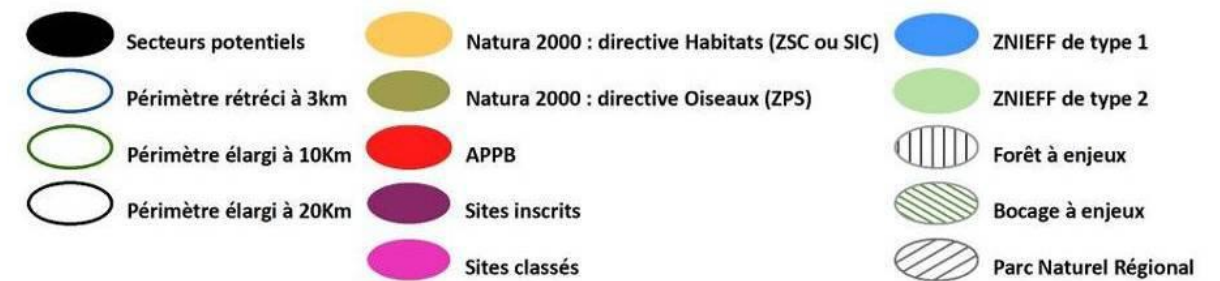 Secteurs potentiels
Périmètre rétréci à 3km
Périmètre élargi à 10Km
Périmètre élargi à 20Km
Natura 2000 : directive Habitats (ZSC ou SIC)
Natura 2000 : directive Oiseaux (ZPS)
APPB
Sites inscrits
Sites classés
ZNIEFF de type 1
ZNIEFF de type 2
Forêt à enjeux
Bocage à enjeux
Parc Naturel Régional